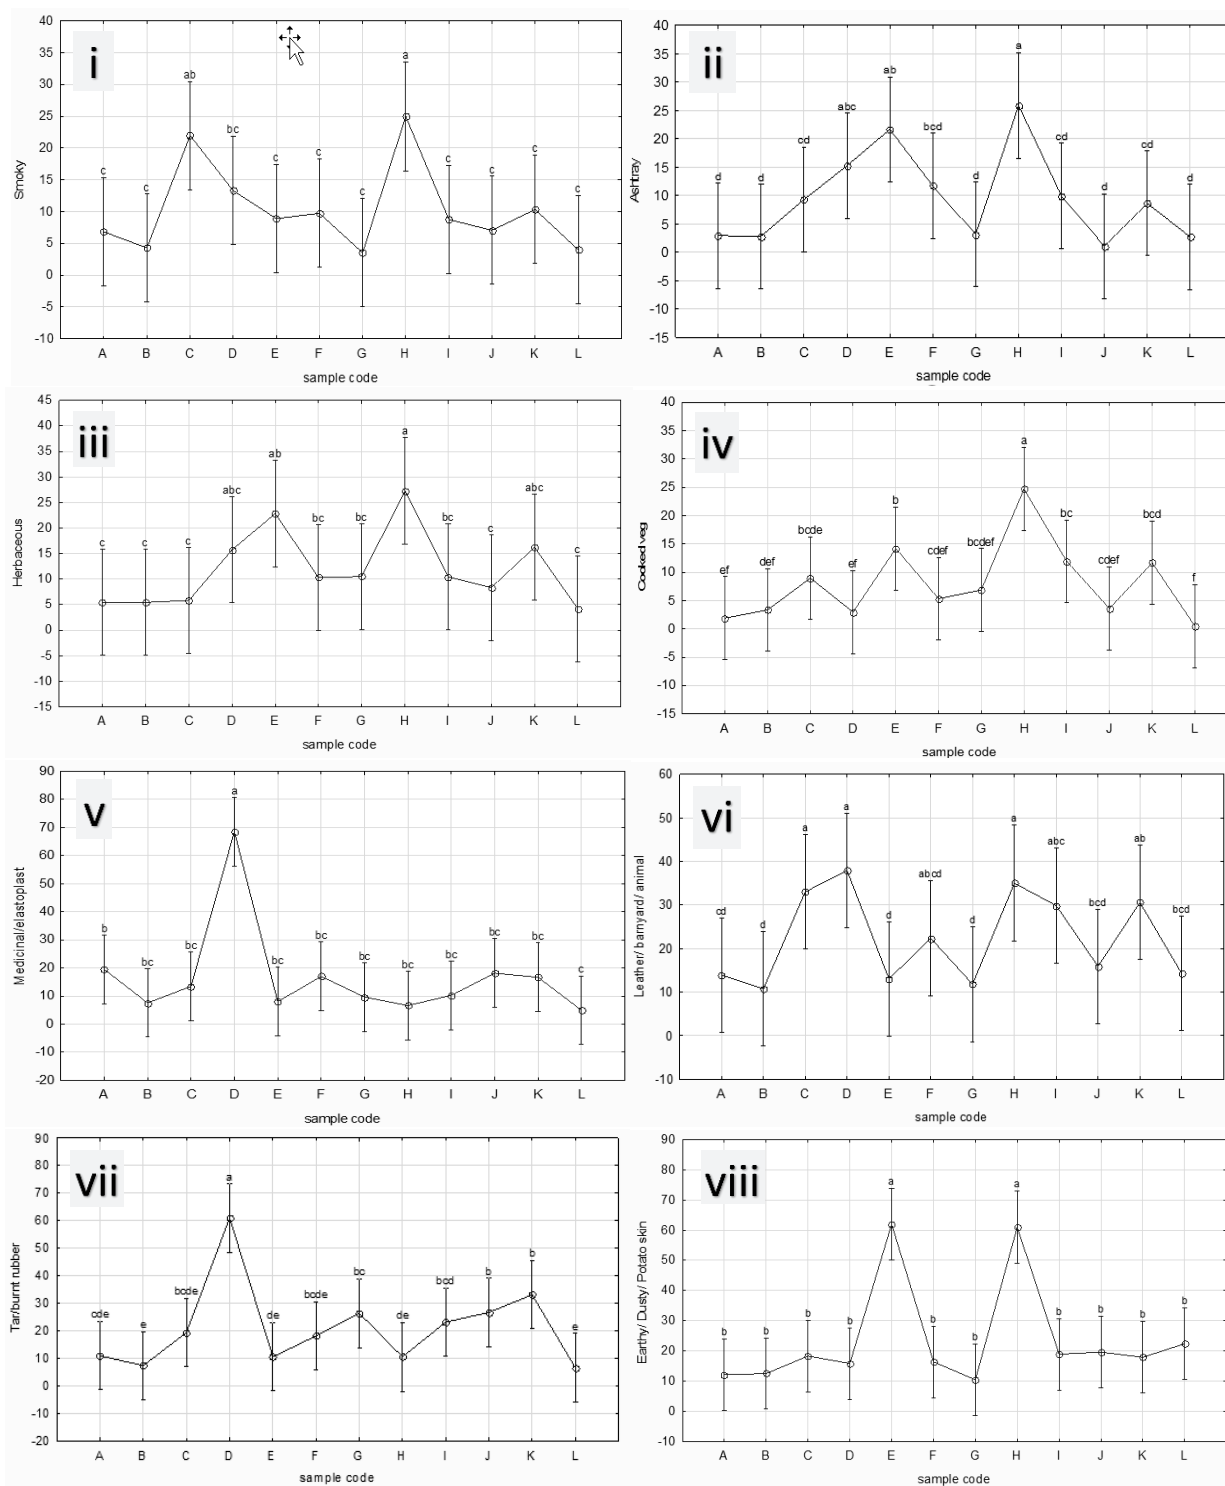 i
Smoky
40
35
30
25
20
15
10
5
0
-5
-10
c c ab bc c c c a c c c c
A B C D E F G H I J K L
sample code
ii
Ashtray
40
35
30
25
20
15
10
5
0
-5
-10
-15
d d cd abc ab bcd d a cd d cd d
A B C D E F G H I J K L
sample code
iii
Herbaceous
45
40
35
30
25
20
15
10
5
0
-5
-10
-15
c c c abc ab bc bc a bc c abc c
A B C D E F G H I J K L
sample code
iv
Cooked veg
40
35
30
25
20
15
10
5
0
-5
-10
-15
ef def bcde ef b cdef bcdef a bc cdef bcd f
A B C D E F G H I J K L
sample code
v
Medicinal/elastoplast
90
80
70
60
50
40
30
20
10
0
-10
-20
b bc bc a bc bc bc bc bc bc bc c
A B C D E F G H I J K L
sample code
vi
Leather/ barnyard/ animal
60
50
40
30
20
10
0
-10
cd d a a d abcd d a abc bcd ab bcd
A B C D E F G H I J K L
sample code
vii
Tar/burnt rubber
90
80
70
60
50
40
30
20
10
0
-10
-20
cde e bcde a de bcde bc de bcd b b e
A B C D E F G H I J K L
sample code
viii
Earthy/ Dusty/ Potato skin
90
80
70
60
50
40
30
20
10
0
-10
b b b b a b b a b b b b
A B C D E F G H I J K L
sample code